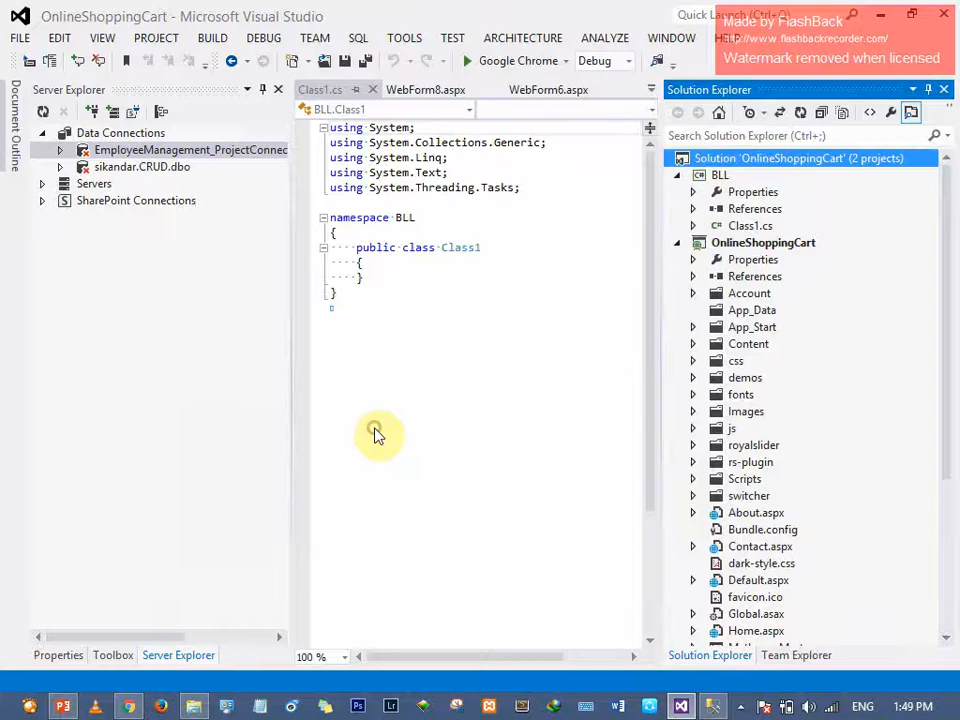 OnlineShoppingCart - Microsoft Visual Studio
Quick Launch (Ctrl+Q)
Made by FlashBack
http://www.flashbackrecorder.com/
Watermark removed when licensed
FILE EDIT VIEW PROJECT BUILD DEBUG TEAM SQL TOOLS TEST ARCHITECTURE ANALYZE WINDOW HELP
Google Chrome Debug
Document Outline
Server Explorer
Data Connections
EmployeeManagement_ProjectConnec
sikandar.CRUD.dbo
Servers
SharePoint Connections
Properties Toolbox Server Explorer
Class1.cs WebForm8.aspx WebForm6.aspx
BLL.Class1
using System;
using System.Collections.Generic;
using System.Linq;
using System.Text;
using System.Threading.Tasks;
namespace BLL
{
public class Class1
{
}
}
100 %
Solution Explorer
Search Solution Explorer (Ctrl+;)
Solution 'OnlineShoppingCart' (2 projects)
BLL
Properties
References
Class1.cs
OnlineShoppingCart
Properties
References
Account
App_Data
App_Start
Content
css
demos
fonts
Images
js
royalslider
rs-plugin
Scripts
switcher
About.aspx
Bundle.config
Contact.aspx
dark-style.css
Default.aspx
favicon.ico
Global.asax
Home.aspx
Solution Explorer Team Explorer
ENG 1:49 PM